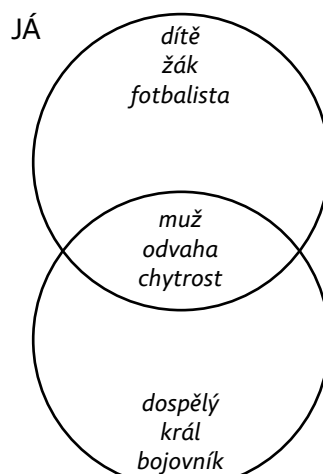 JÁ
dítě
žák
fotbalista
muž
odvaha
chytrost
dospělý
král
bojovník